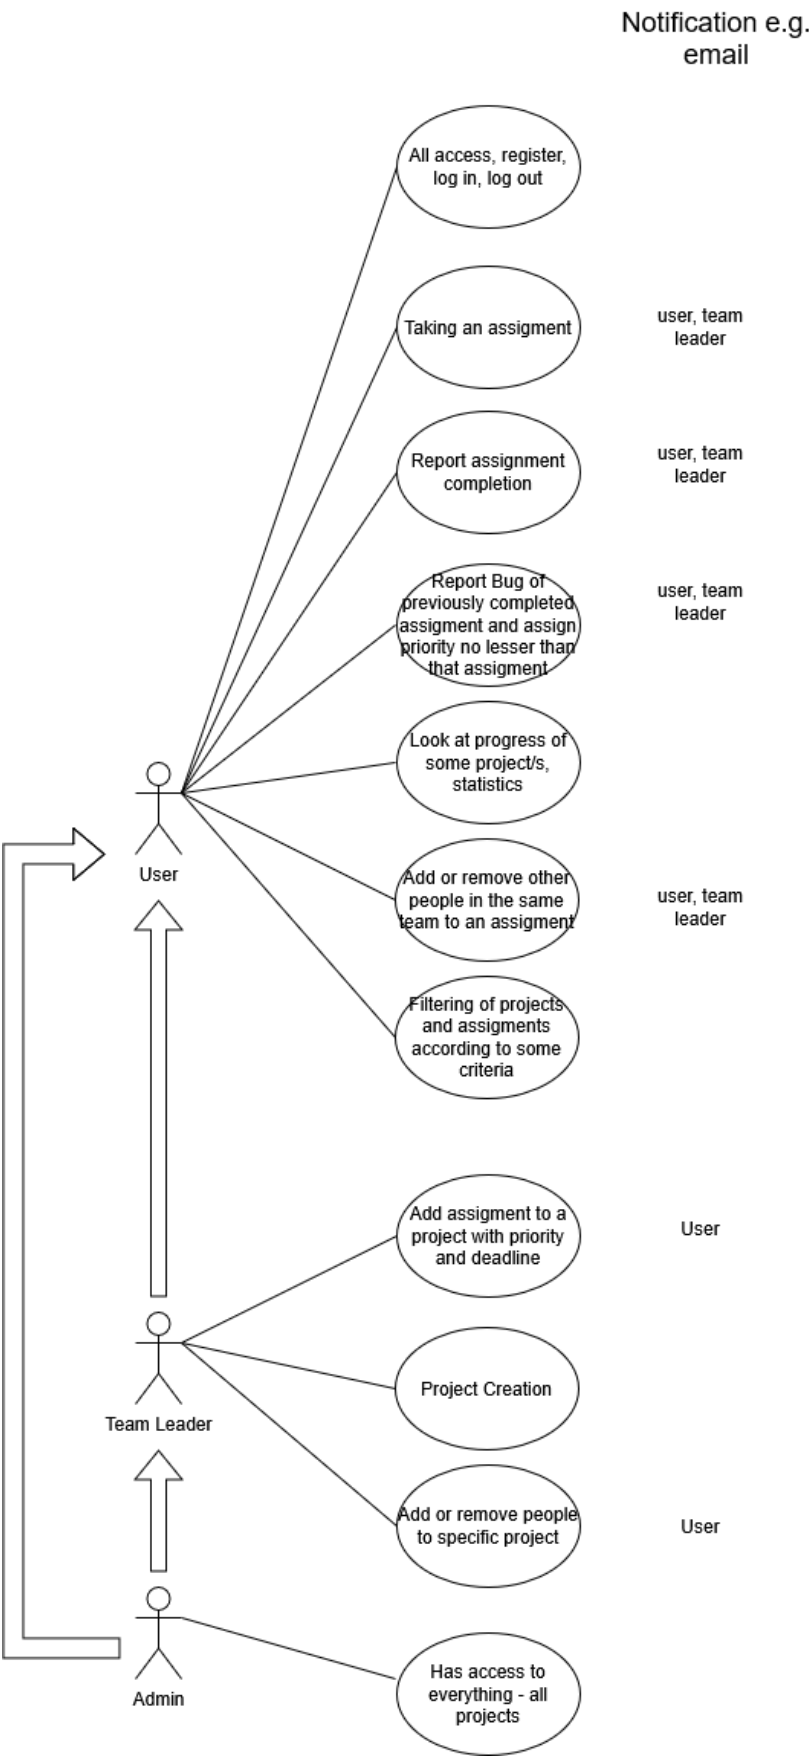 Notification e.g.
email
All access, register,
log in, log out
Taking an assigment
user, team
leader
Report assignment
completion
user, team
leader
Report Bug of
previously completed
assigment and assign
priority no lesser than
that assigment
user, team
leader
Look at progress of
some project/s,
statistics
User
Add or remove other
people in the same
team to an assigment
user, team
leader
Filtering of projects
and assigments
according to some
criteria
Add assigment to a
project with priority
and deadline
User
Project Creation
Team Leader
Add or remove people
to specific project
User
Has access to
everything - all
projects
Admin